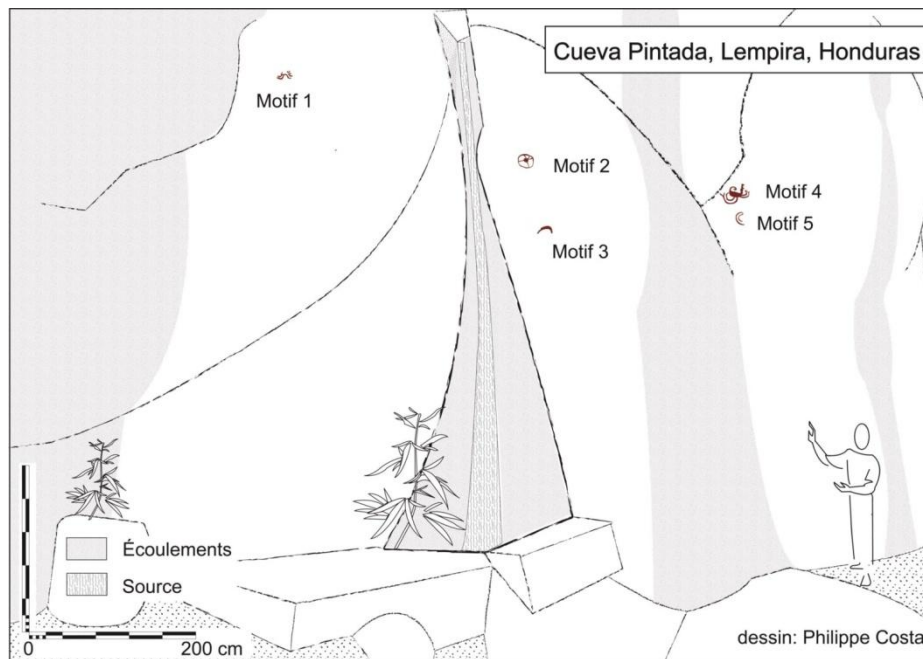 Cueva Pintada, Lempira, Honduras
Motif 1
Motif 2
Motif 3
Motif 4
Motif 5
Écoulements
Source
0
200 cm
dessin: Philippe Costa